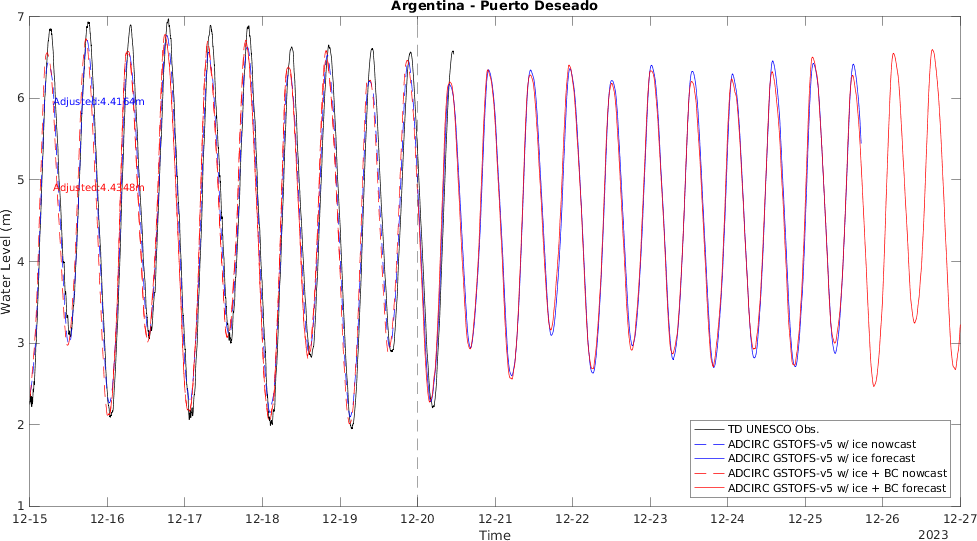 Argentina - Puerto Deseado
7
6
5
4
3
2
1
Water Level (m)
Adjusted:4.4164m
Adjusted:4.4348m
TD UNESCO Obs.
ADCIRC GSTOFS-v5 w/ ice nowcast
ADCIRC GSTOFS-v5 w/ ice forecast
ADCIRC GSTOFS-v5 w/ ice + BC nowcast
ADCIRC GSTOFS-v5 w/ ice + BC forecast
12-15 12-16 12-17 12-18 12-19 12-20 12-21 12-22 12-23 12-24 12-25 12-26 12-27
Time
2023